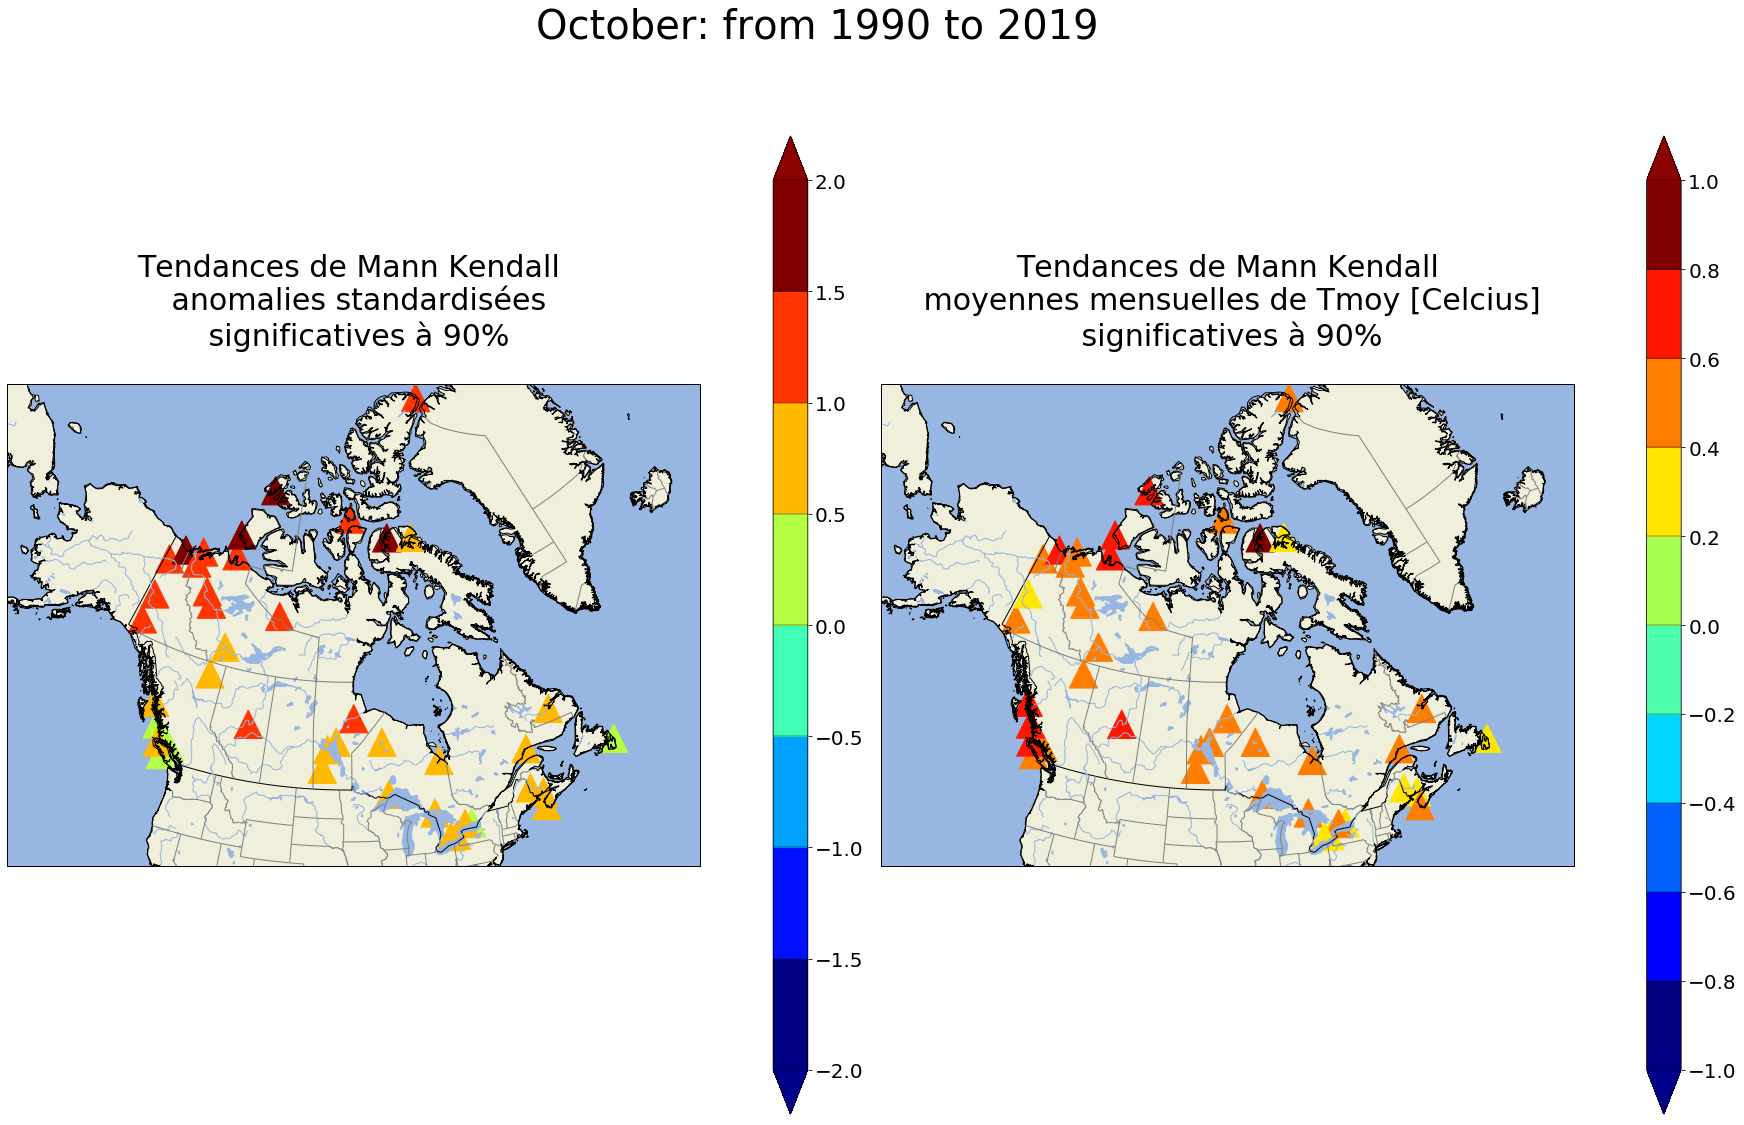 October: from 1990 to 2019
Tendances de Mann Kendall
anomalies standardisées
significatives à 90%
2.0
1.5
1.0
0.5
0.0
−0.5
−1.0
−1.5
−2.0
Tendances de Mann Kendall
moyennes mensuelles de Tmoy [Celcius]
significatives à 90%
1.0
0.8
0.6
0.4
0.2
0.0
−0.2
−0.4
−0.6
−0.8
−1.0